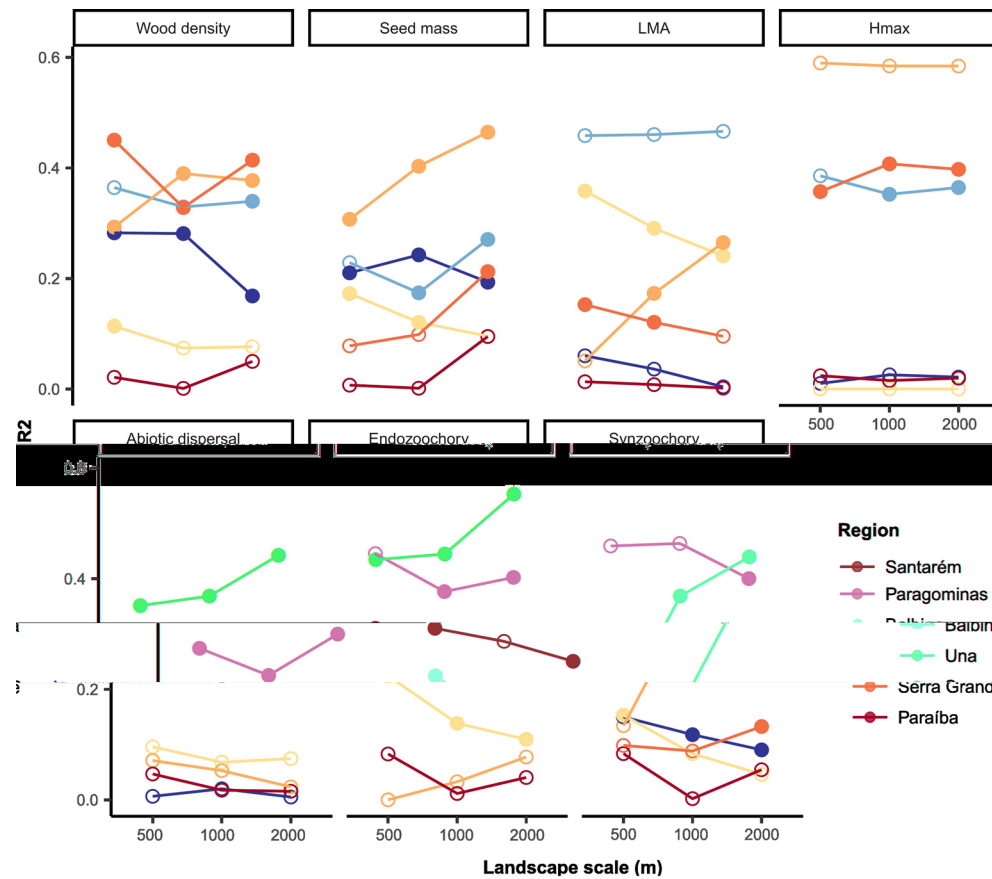 Wood density
Seed mass
LMA
Hmax
0.6
0.4
0.2
0.0
500 1000 2000
R2
Abiotic dispersal
Endozoochory
Synzoochory
0.4
0.2
0.0
500 1000 2000
500 1000 2000
500 1000 2000
Landscape scale (m)
Region
Santarém
Paragominas
Balbin
Una
Serra Grand
Paraíba